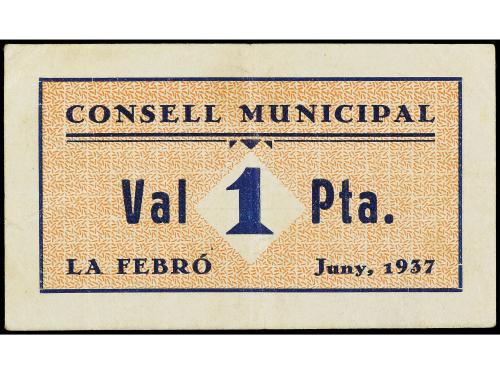 CONSELL MUNICIPAL
Val 1 Pta.
LA FEBRÓ Juny, 1937